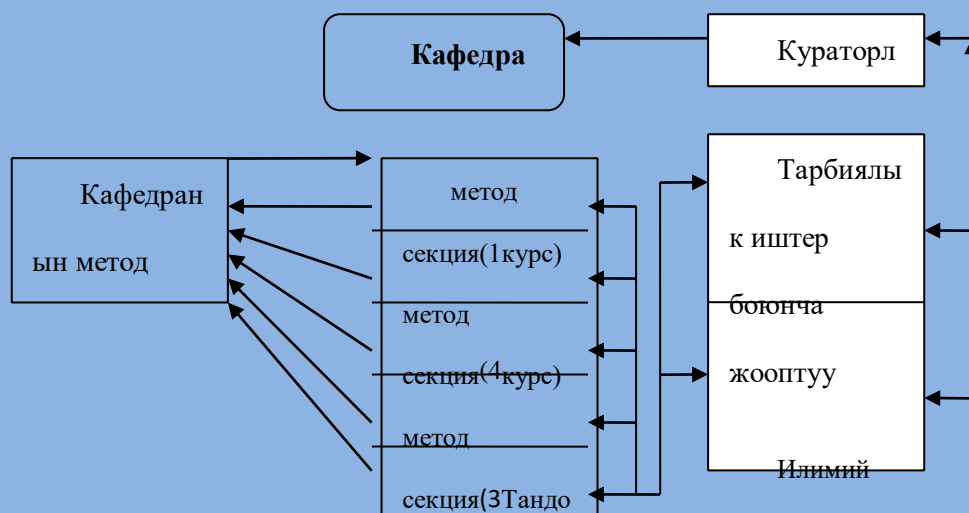 Кафедра
Кураторл
Кафедран
ын метод
метод
секция(1курс)
метод
секция(4курс)
метод
секция(3Тандо
Тарбиялы
к иштер
боюнча
жооптуу
Илимий